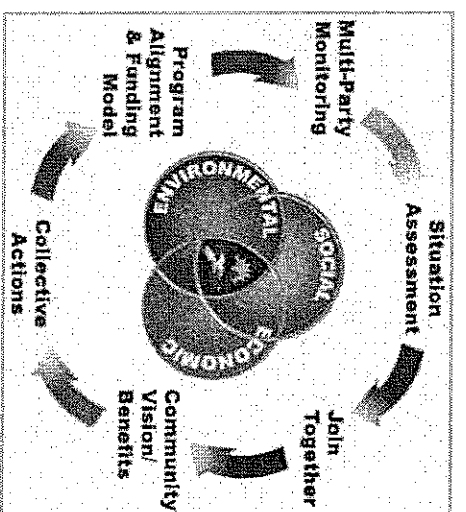 Situation
Assessment
Join
Together
Community
Vision/
Benefits
Collective
Actions
Program
Alignment
& Funding
Model
Multi-Party
Monitoring
ENVIRONMENTAL
SOCIAL
ECONOMIC